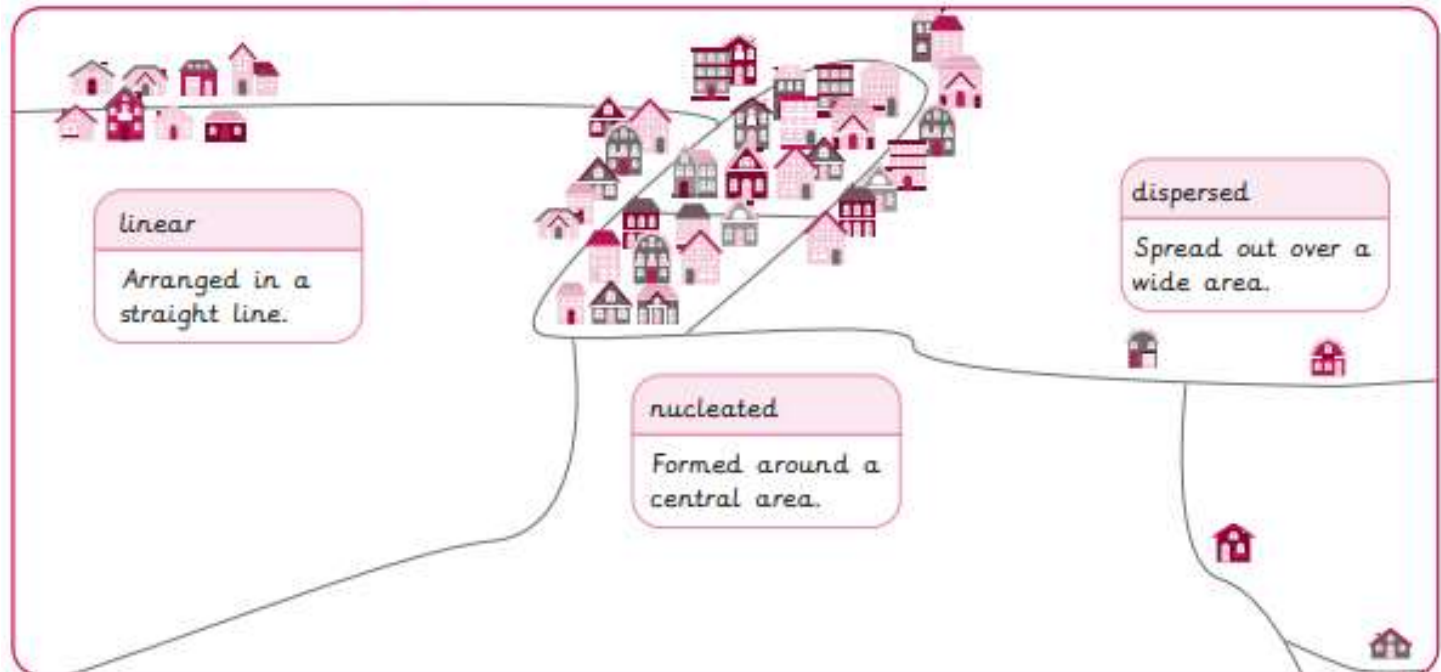 linear
Arranged in a
straight line.
nucleated
Formed around a
central area.
dispersed
Spread out over a
wide area.